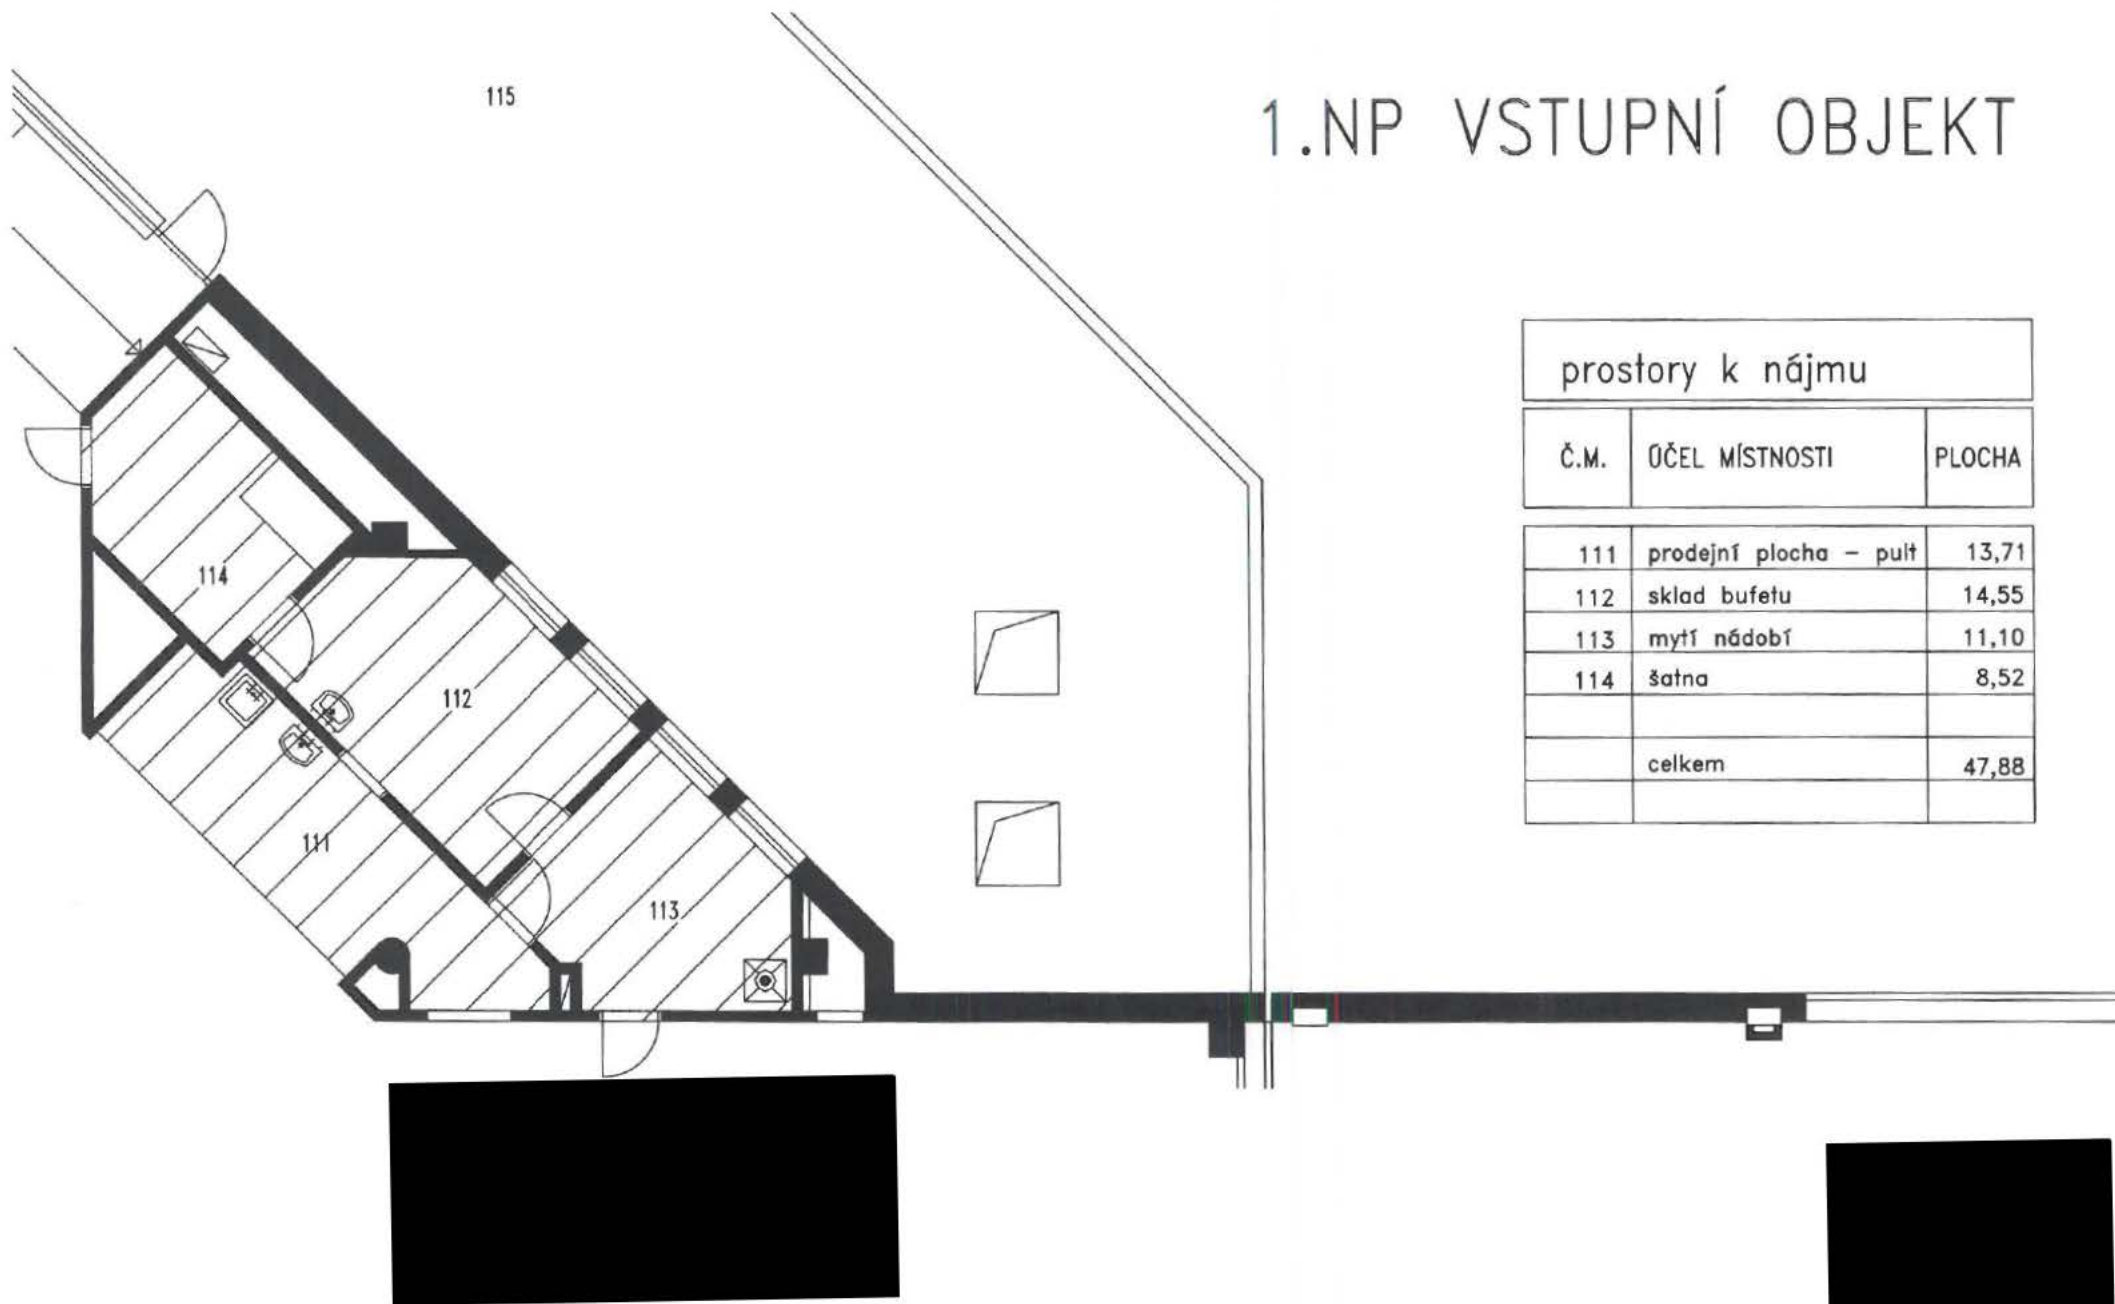 115
1.NP VSTUPNÍ OBJEKT
prostory k nájmu
Č.M. ÚČEL MÍSTNOSTI PLOCHA
111 prodejní plocha – pult 13,71
112 sklad bufetu 14,55
113 mytí nádobí 11,10
114 šatna 8,52
celkem 47,88
114
112
111
113